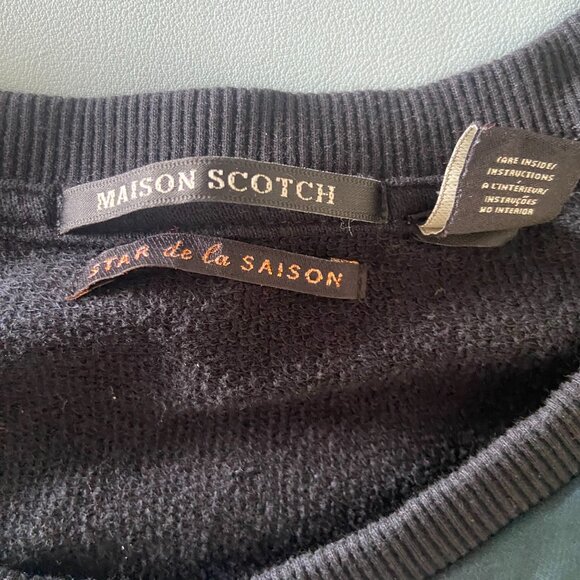 MAISON SCOTCH
STAR de la SAISON
CARE INSIDE/
INSTRUCTIONS
A L'INTÉRIEUR/
INSTRUÇÕES
NO INTERIOR